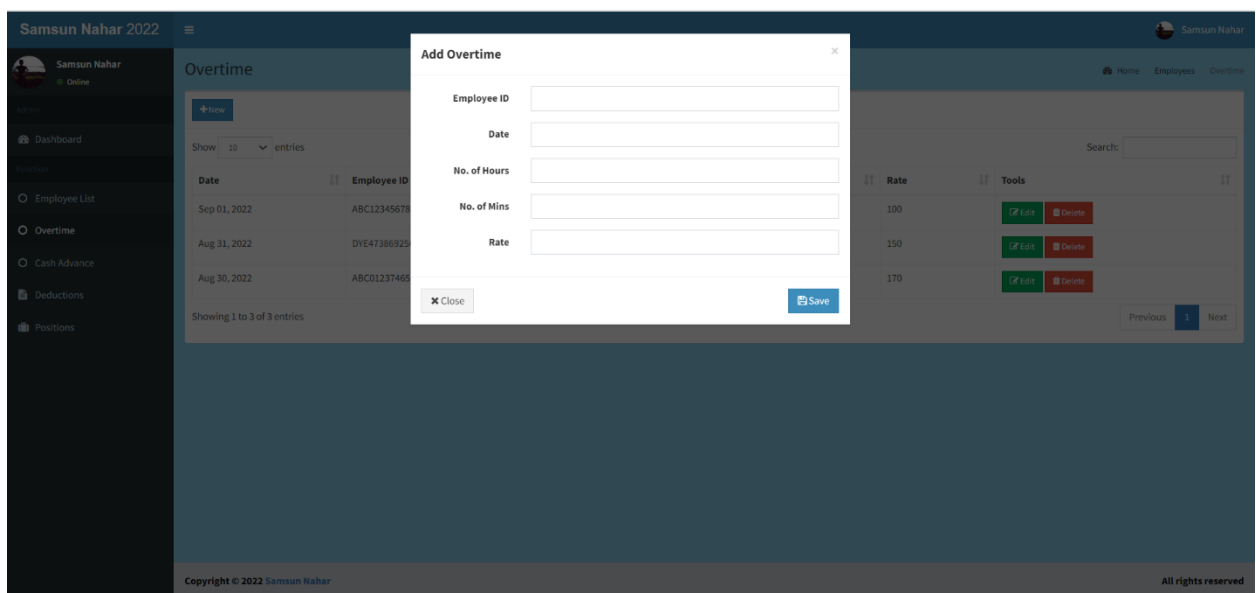 Samsun Nahar 2022
Samsun Nahar
Samsun Nahar
Online
Admin
Dashboard
Employee List
Overtime
Cash Advance
Deductions
Positions
Overtime
Home Employees Overtime
New
Show 10 entries
Search:
Date Employee ID Rate Tools
Sep 01, 2022 ABC12345678 100 Edit Delete
Aug 31, 2022 150 Edit Delete
Aug 30, 2022 ABC01237465 170 Edit Delete
Showing 1 to 3 of 3 entries
Previous 1 Next
Add Overtime ×
Employee ID
Date
No. of Hours
No. of Mins
Rate
Close
Save
Copyright © 2022 Samsun Nahar
All rights reserved